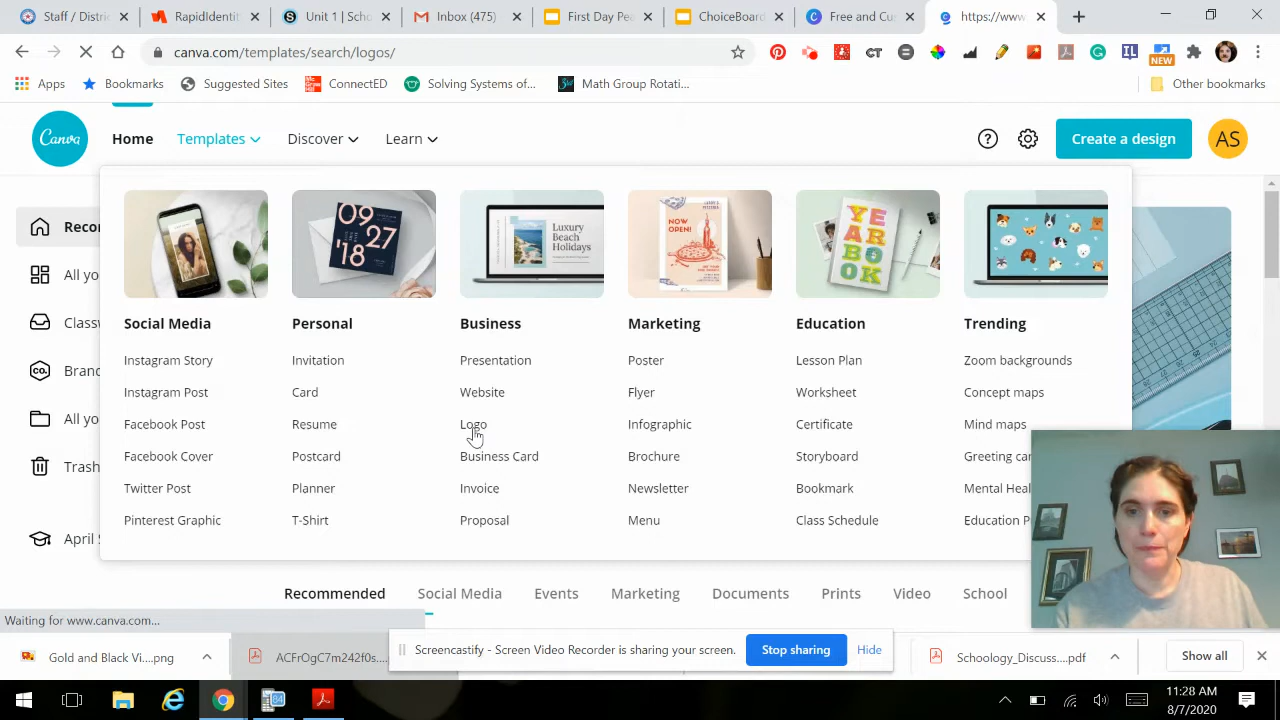 Staff / Distri
RapidIdentit
Unit 1 | Scho
Inbox (475)
First Day Pea
ChoiceBoard
Free and Cus
https://www.
canva.com/templates/search/logos/
NEW
Apps
Bookmarks
Suggested Sites
ConnectED
Solving Systems of...
Math Group Rotati...
Other bookmarks
Canva
Home
Templates
Discover
Learn
Create a design
AS
Recor
All yo
Classw
CO.
Brand
All yo
Trash
April S
09
27
'18
Luxury
Beach
Holidays
NOW
OPEN!
YE
AR
BO
OK
Social Media
Personal
Business
Marketing
Education
Trending
Instagram Story
Invitation
Presentation
Poster
Lesson Plan
Zoom backgrounds
Instagram Post
Card
Website
Flyer
Worksheet
Concept maps
Facebook Post
Resume
Logo
Infographic
Certificate
Mind maps
Facebook Cover
Postcard
Business Card
Brochure
Storyboard
Greeting car
Twitter Post
Planner
Invoice
Newsletter
Bookmark
Mental Heal
Pinterest Graphic
T-Shirt
Proposal
Menu
Class Schedule
Education P
Recommended
Social Media
Events
Marketing
Documents
Prints
Video
School
Waiting for www.canva.com...
Gold and Black Vi....png
ACFrOgC7m242f0s...
Screencastify - Screen Video Recorder is sharing your screen.
Stop sharing
Hide
Schoology_Discuss....pdf
Show all
11:28 AM
8/7/2020